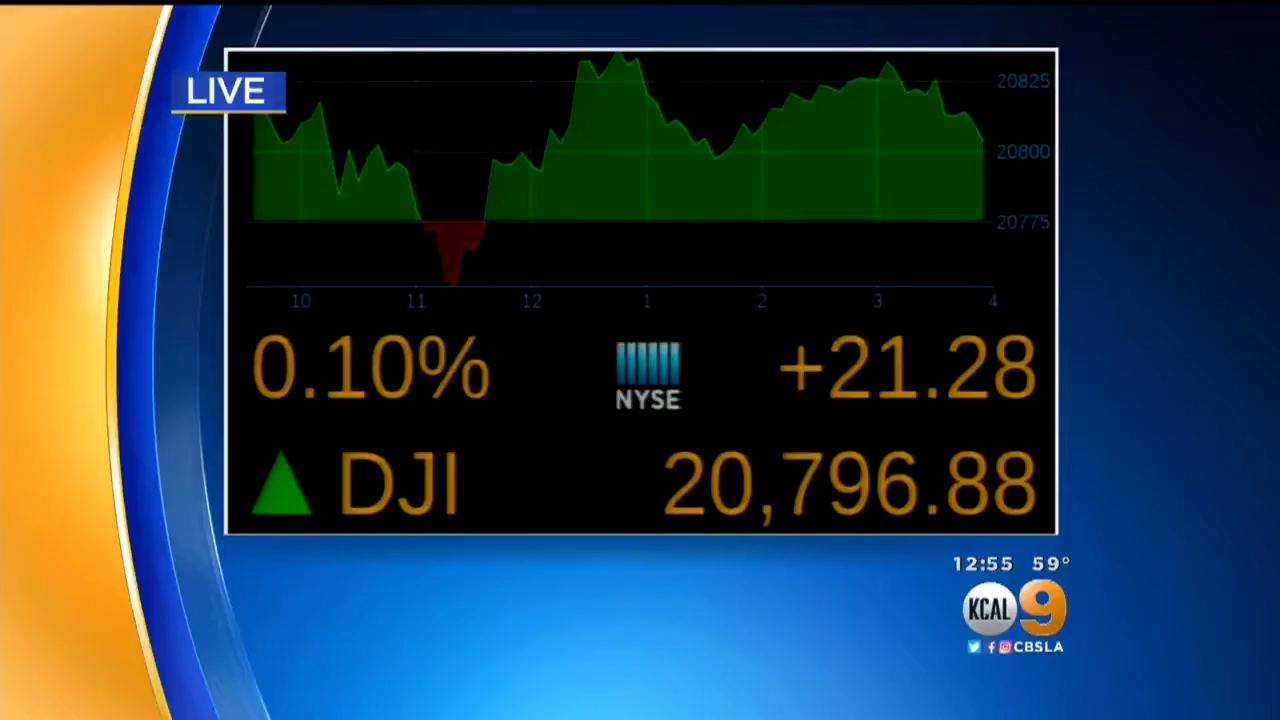 LIVE
20825
20800
20775
10 11 12 1 2 3 4
0.10% NYSE +21.28
DJI 20,796.88
12:55 59°
KCAL 9
CBSLA